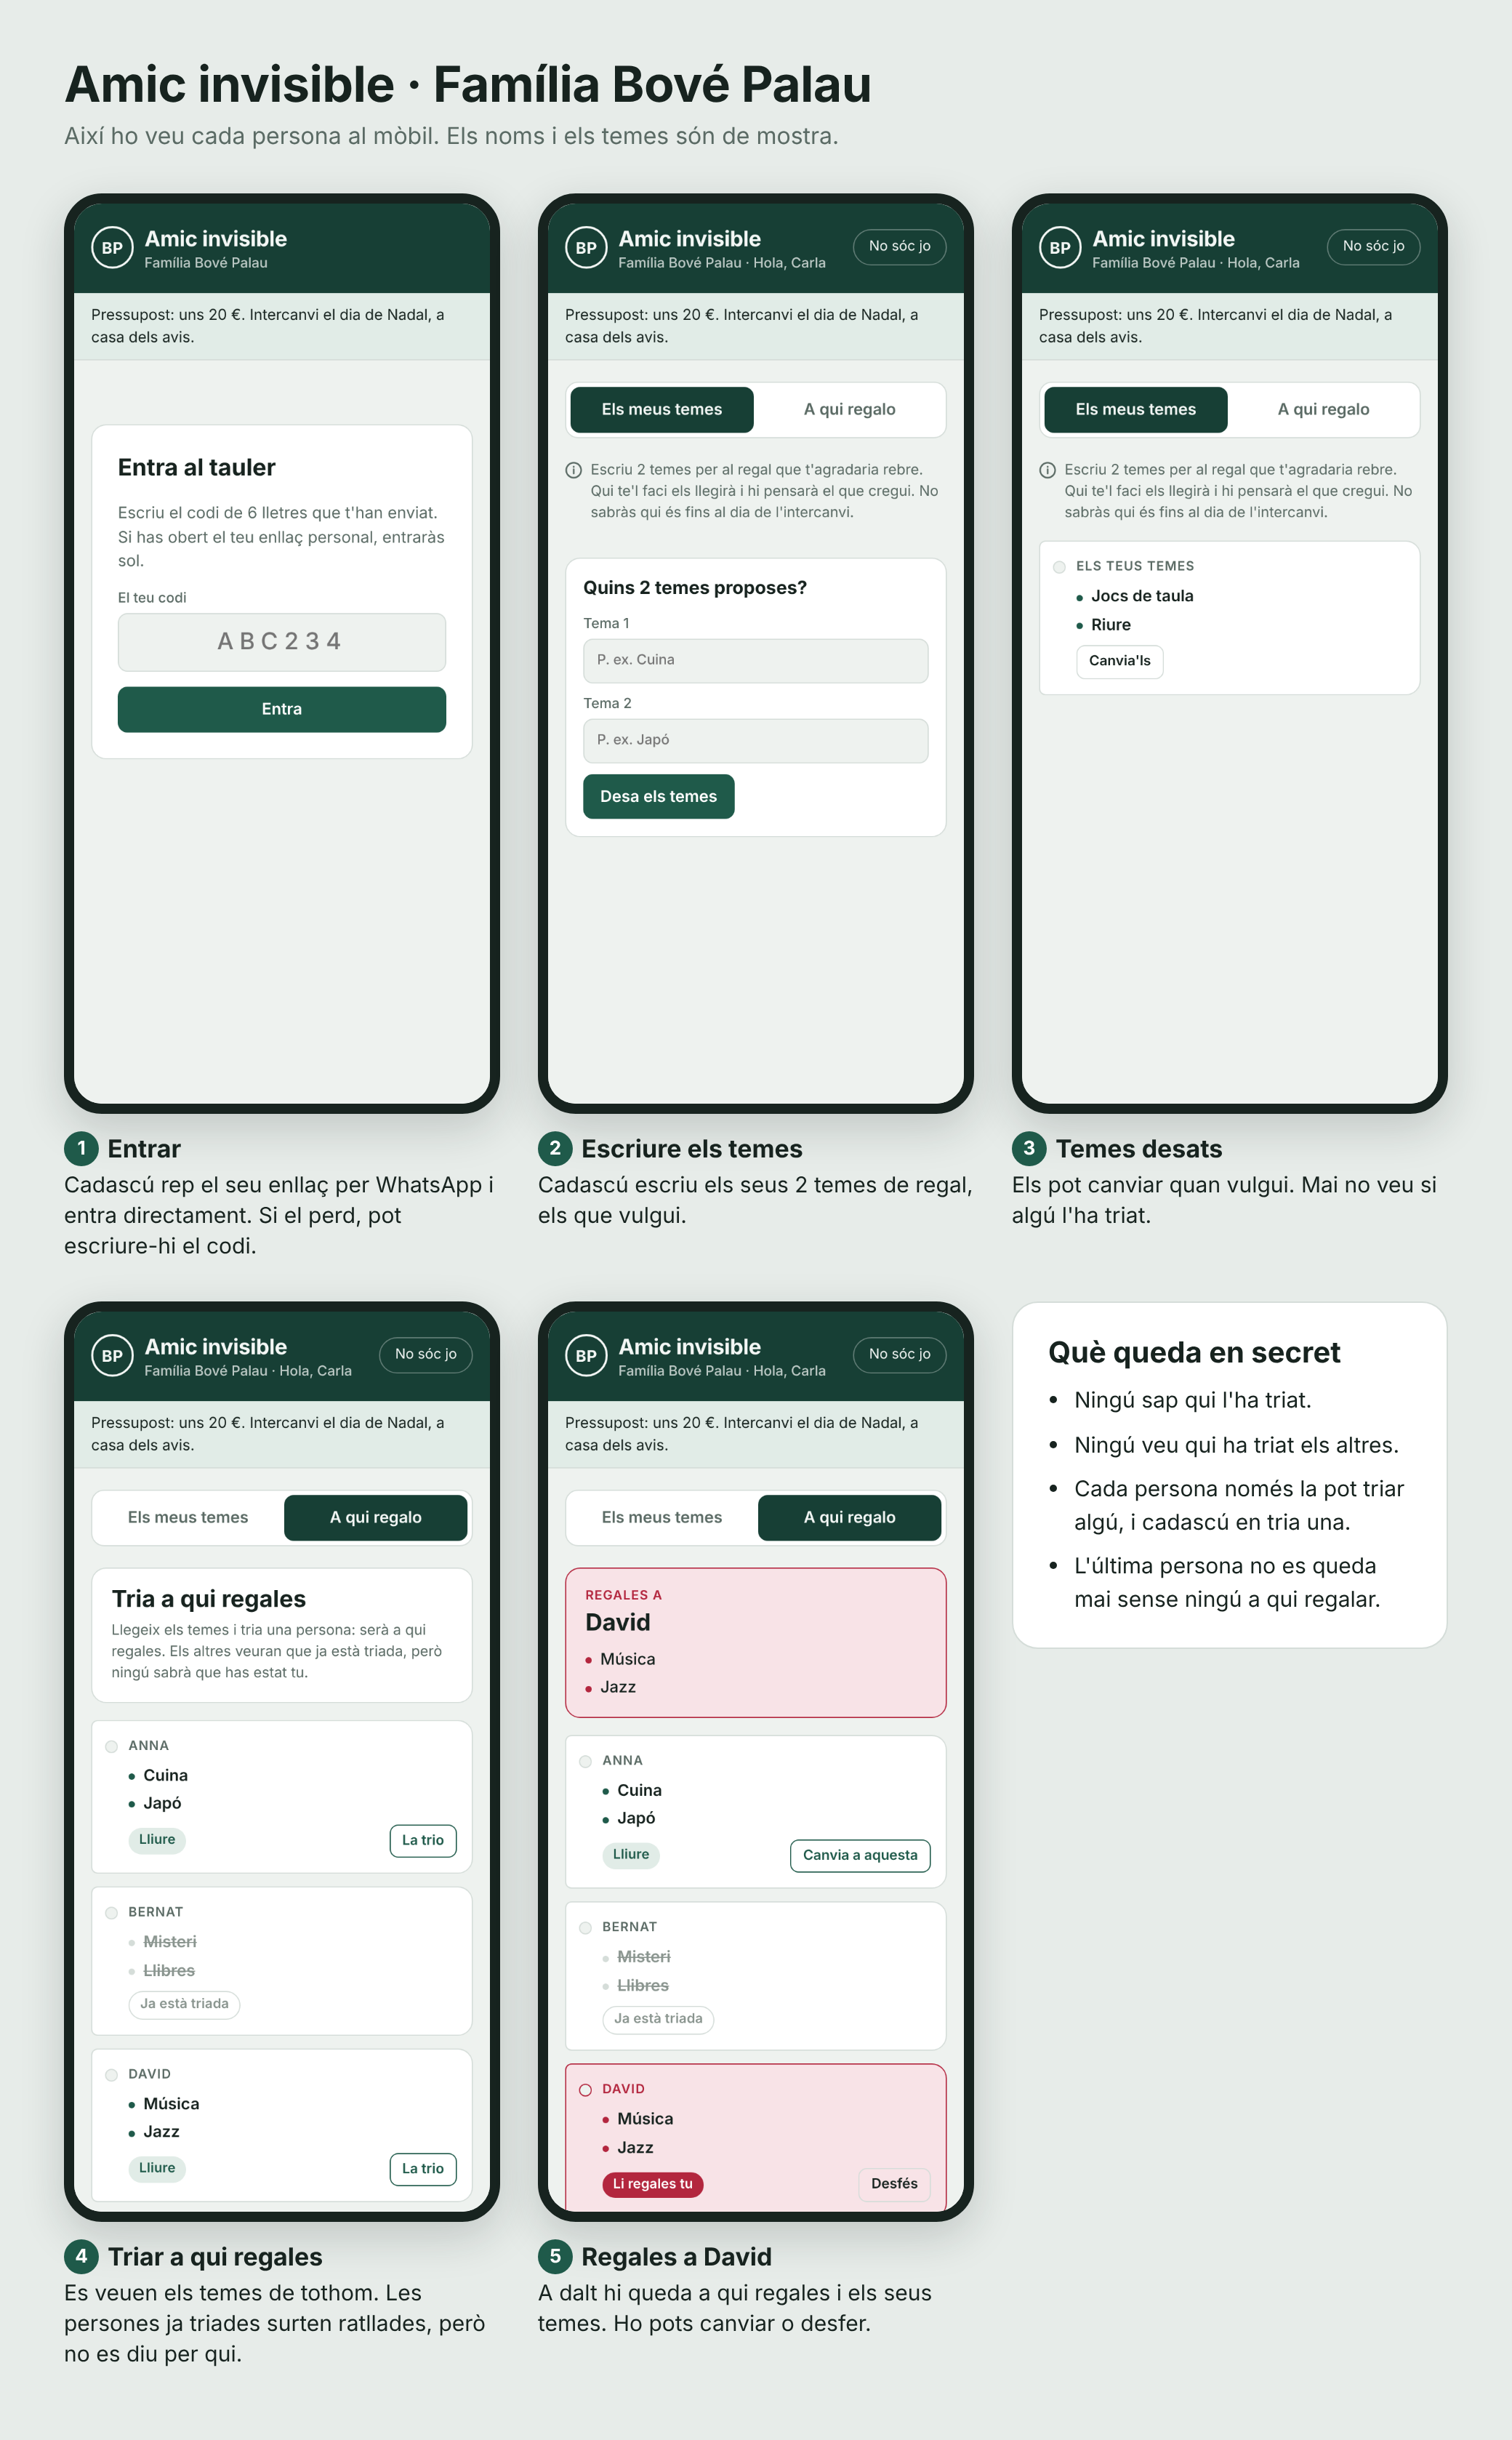 Amic invisible · Família Bové Palau
Així ho veu cada persona al mòbil. Els noms i els temes són de mostra.
BP
Amic invisible
Família Bové Palau
Pressupost: uns 20 €. Intercanvi el dia de Nadal, a
casa dels avis.
Entra al tauler
Escriu el codi de 6 lletres que t'han enviat.
Si has obert el teu enllaç personal, entraràs
sol.
El teu codi
ABC234
Entra
1 Entrar
Cadascú rep el seu enllaç per WhatsApp i
entra directament. Si el perd, pot
escriure-hi el codi.
BP
Amic invisible
Família Bové Palau · Hola, Carla
No sóc jo
Pressupost: uns 20 €. Intercanvi el dia de Nadal, a
casa dels avis.
Els meus temes
A qui regalo
Escriu 2 temes per al regal que t'agradaria rebre.
Qui te'l faci els llegirà i hi pensarà el que cregui. No
sabràs qui és fins al dia de l'intercanvi.
Quins 2 temes proposes?
Tema 1
P. ex. Cuina
Tema 2
P. ex. Japó
Desa els temes
2 Escriure els temes
Cadascú escriu els seus 2 temes de regal,
els que vulgui.
BP
Amic invisible
Família Bové Palau · Hola, Carla
No sóc jo
Pressupost: uns 20 €. Intercanvi el dia de Nadal, a
casa dels avis.
Els meus temes
A qui regalo
Escriu 2 temes per al regal que t'agradaria rebre.
Qui te'l faci els llegirà i hi pensarà el que cregui. No
sabràs qui és fins al dia de l'intercanvi.
ELS TEUS TEMES
Jocs de taula
Riure
Canvia'ls
3 Temes desats
Els pot canviar quan vulgui. Mai no veu si
algú l'ha triat.
BP
Amic invisible
Família Bové Palau · Hola, Carla
No sóc jo
Pressupost: uns 20 €. Intercanvi el dia de Nadal, a
casa dels avis.
Els meus temes
A qui regalo
Tria a qui regales
Llegeix els temes i tria una persona: serà a qui
regales. Els altres veuran que ja està triada, però
ningú sabrà que has estat tu.
ANNA
Cuina
Japó
Lliure
La trio
BERNAT
Misteri
Llibres
Ja està triada
DAVID
Música
Jazz
Lliure
La trio
4 Triar a qui regales
Es veuen els temes de tothom. Les
persones ja triades surten ratllades, però
no es diu per qui.
BP
Amic invisible
Família Bové Palau · Hola, Carla
No sóc jo
Pressupost: uns 20 €. Intercanvi el dia de Nadal, a
casa dels avis.
Els meus temes
A qui regalo
REGALES A
David
Música
Jazz
ANNA
Cuina
Japó
Lliure
Canvia a aquesta
BERNAT
Misteri
Llibres
Ja està triada
DAVID
Música
Jazz
Li regales tu
Desfés
5 Regales a David
A dalt hi queda a qui regales i els seus
temes. Ho pots canviar o desfer.
Què queda en secret
• Ningú sap qui l'ha triat.
• Ningú veu qui ha triat els altres.
• Cada persona només la pot triar
algú, i cadascú en tria una.
• L'última persona no es queda
mai sense ningú a qui regalar.